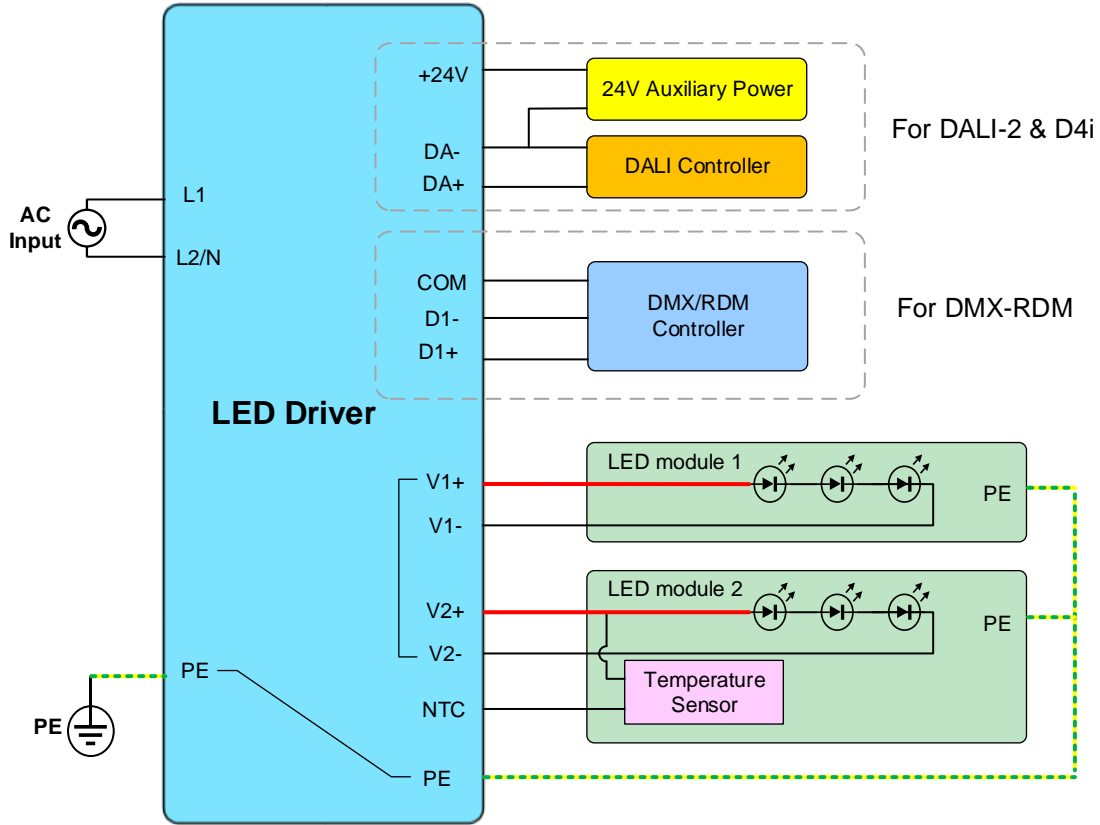 +24V
24V Auxiliary Power
For DALI-2 & D4i
DA-
DALI Controller
DA+
L1
AC
Input
L2/N
COM
D1-
D1+
DMX/RDM
Controller
For DMX-RDM
LED Driver
LED module 1
V1+
PE
V1-
LED module 2
V2+
PE
V2-
PE
Temperature
Sensor
NTC
PE
PE